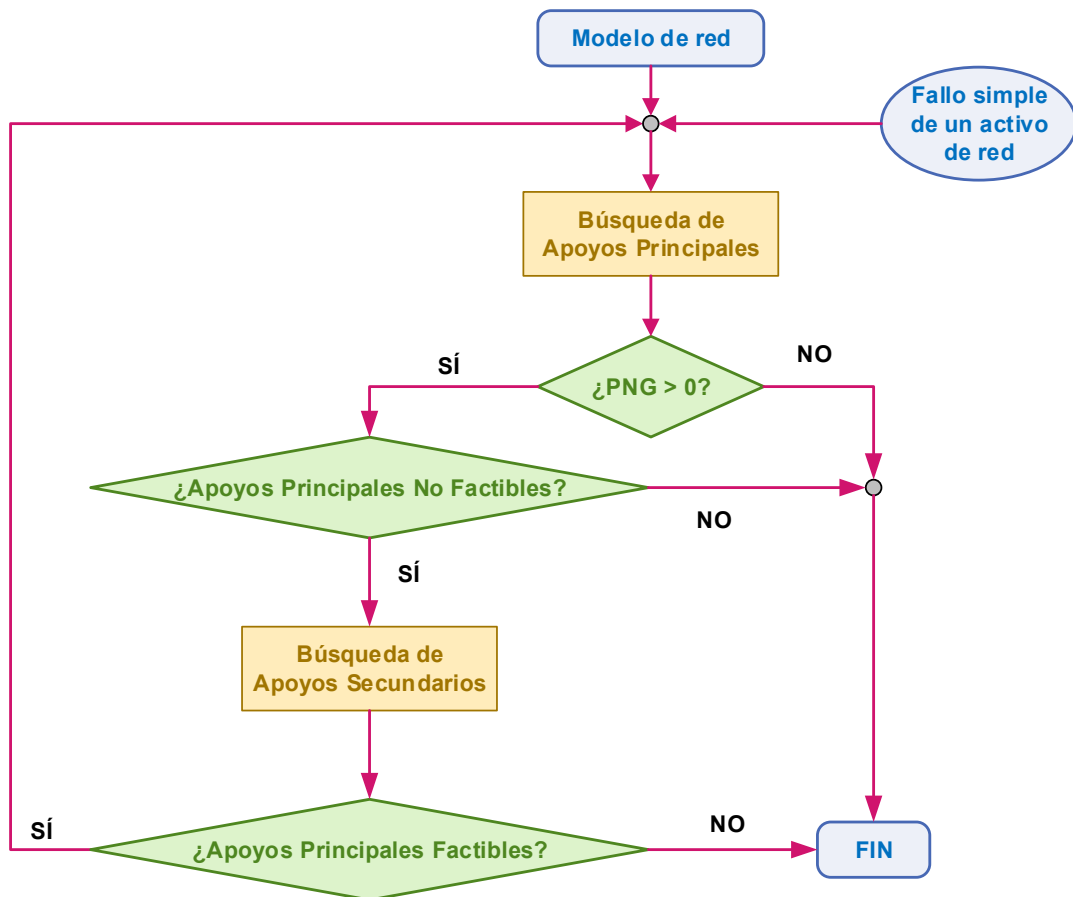 Modelo de red
Fallo simple
de un activo
de red
Búsqueda de
Apoyos Principales
SÍ
NO
¿PNG > 0?
¿Apoyos Principales No Factibles?
NO
SÍ
Búsqueda de
Apoyos Secundarios
SÍ
¿Apoyos Principales Factibles?
NO
FIN